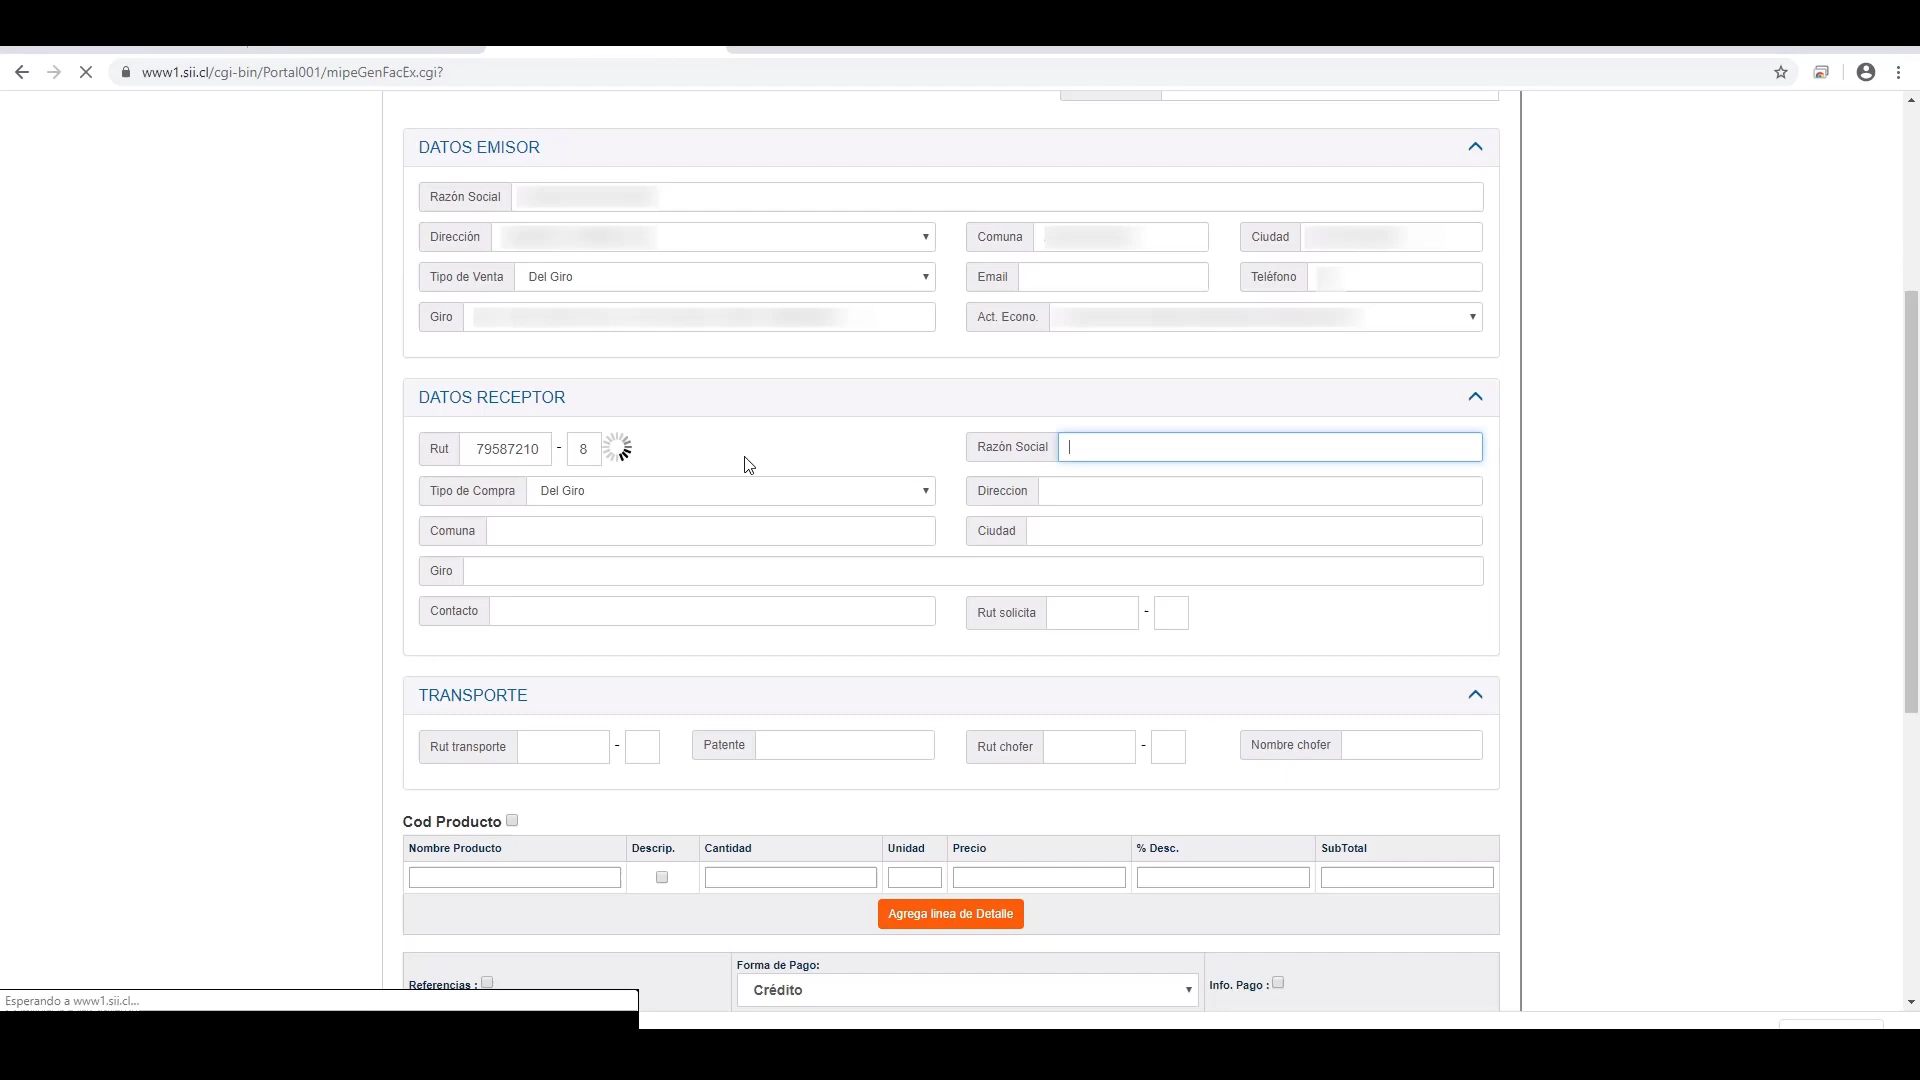 www1.sii.cl/cgi-bin/Portal001/mipeGenFacEx.cgi?
DATOS EMISOR
Razón Social
Dirección Comuna Ciudad
Tipo de Venta Del Giro Email Teléfono
Giro Act. Econo.
DATOS RECEPTOR
Rut 79587210 - 8 Razón Social
Tipo de Compra Del Giro Direccion
Comuna Ciudad
Giro
Contacto Rut solicita -
TRANSPORTE
Rut transporte - Patente Rut chofer - Nombre chofer
Cod Producto
Nombre Producto Descrip. Cantidad Unidad Precio % Desc. SubTotal
Agrega linea de Detalle
Forma de Pago:
Referencias : Crédito Info. Pago :
Esperando a www1.sii.cl...